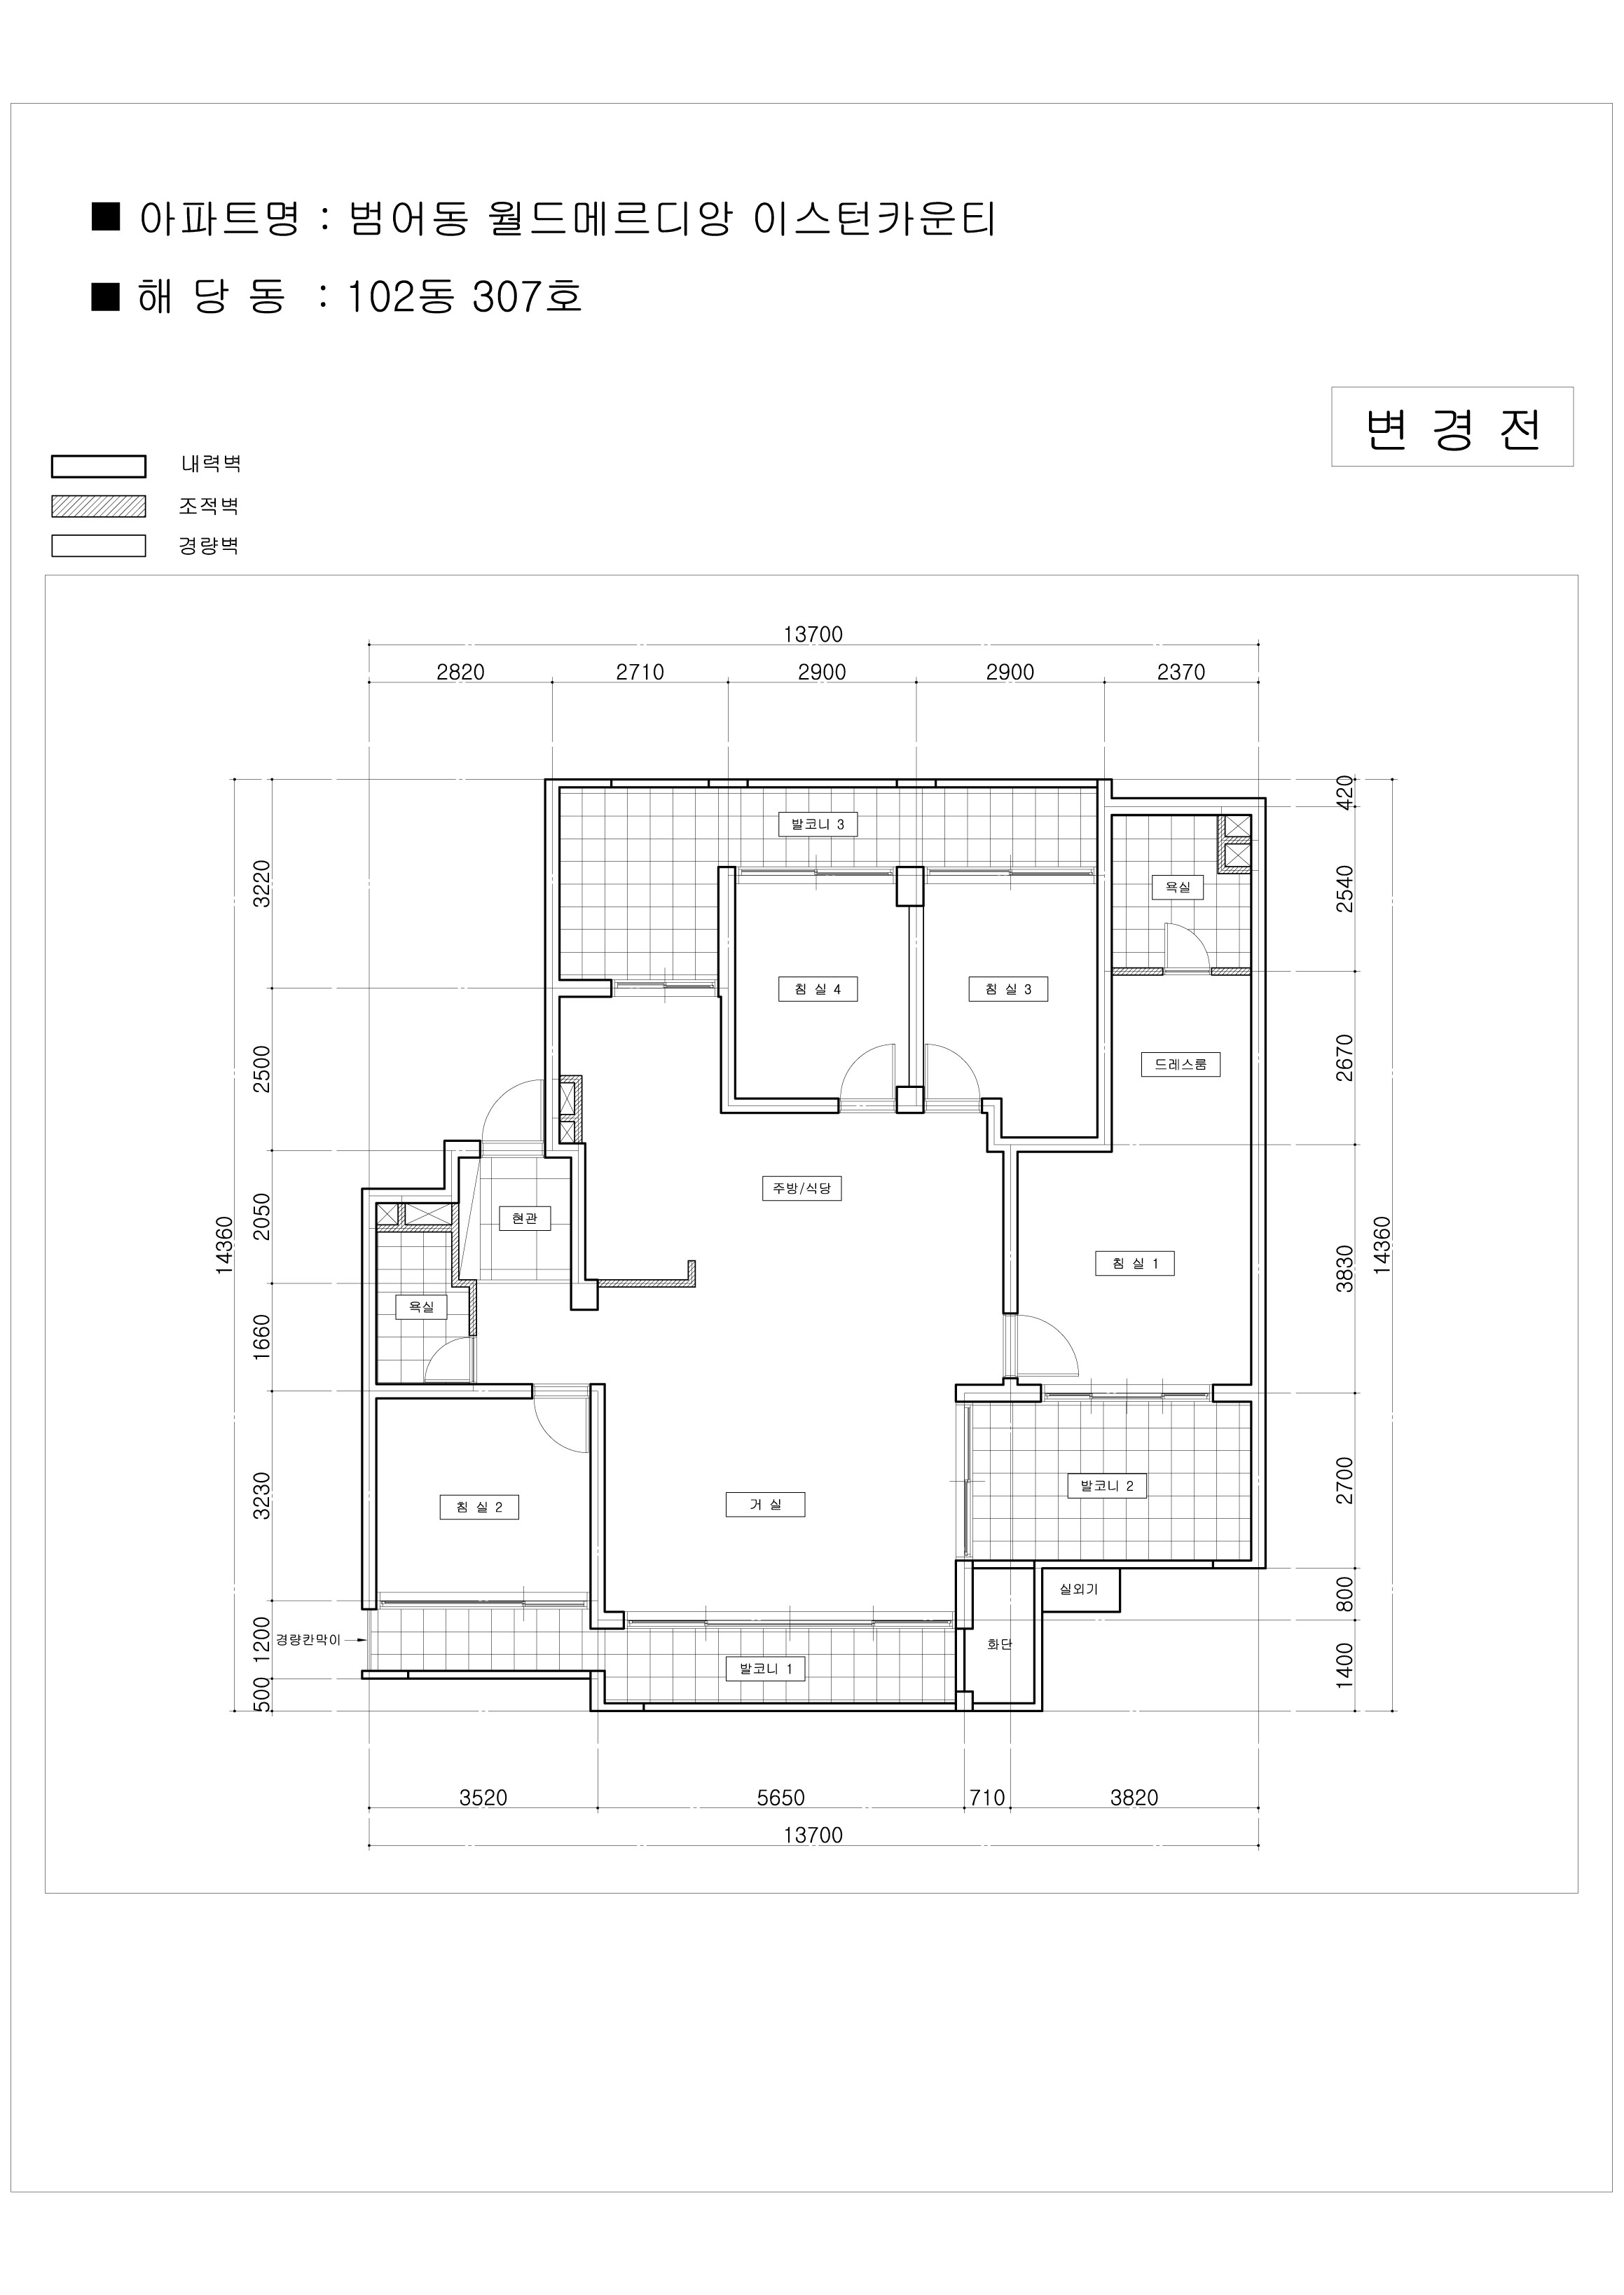 ■ 아파트명 : 범어동 월드메르디앙 이스턴카운티
■ 해 당 동 : 102동 307호
변 경 전
내력벽
조적벽
경량벽
13700
2820 2710 2900 2900 2370
420
발코니 3
3220
욕실
2540
침 실 4
침 실 3
드레스룸
2500
2670
주방/식당
현관
2050
14360
14360
침 실 1
3830
욕실
1660
발코니 2
2700
침 실 2
거 실
3230
실외기
800
경량칸막이
1200
화단
발코니 1
1400
500
3520 5650 710 3820
13700